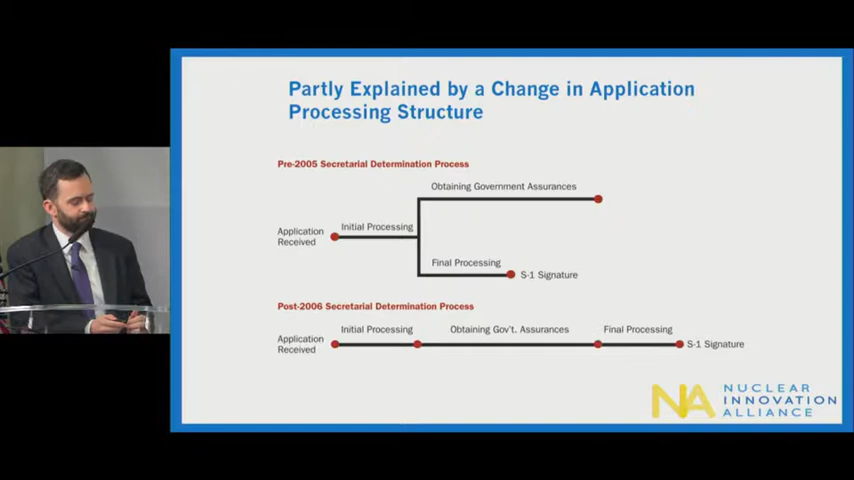 Partly Explained by a Change in Application
Processing Structure
Pre-2005 Secretarial Determination Process
Obtaining Government Assurances
Application
Received
Initial Processing
Final Processing
S-1 Signature
Post-2006 Secretarial Determination Process
Application
Received
Initial Processing
Obtaining Gov't. Assurances
Final Processing
S-1 Signature
NA
NUCLEAR
INNOVATION
ALLIANCE